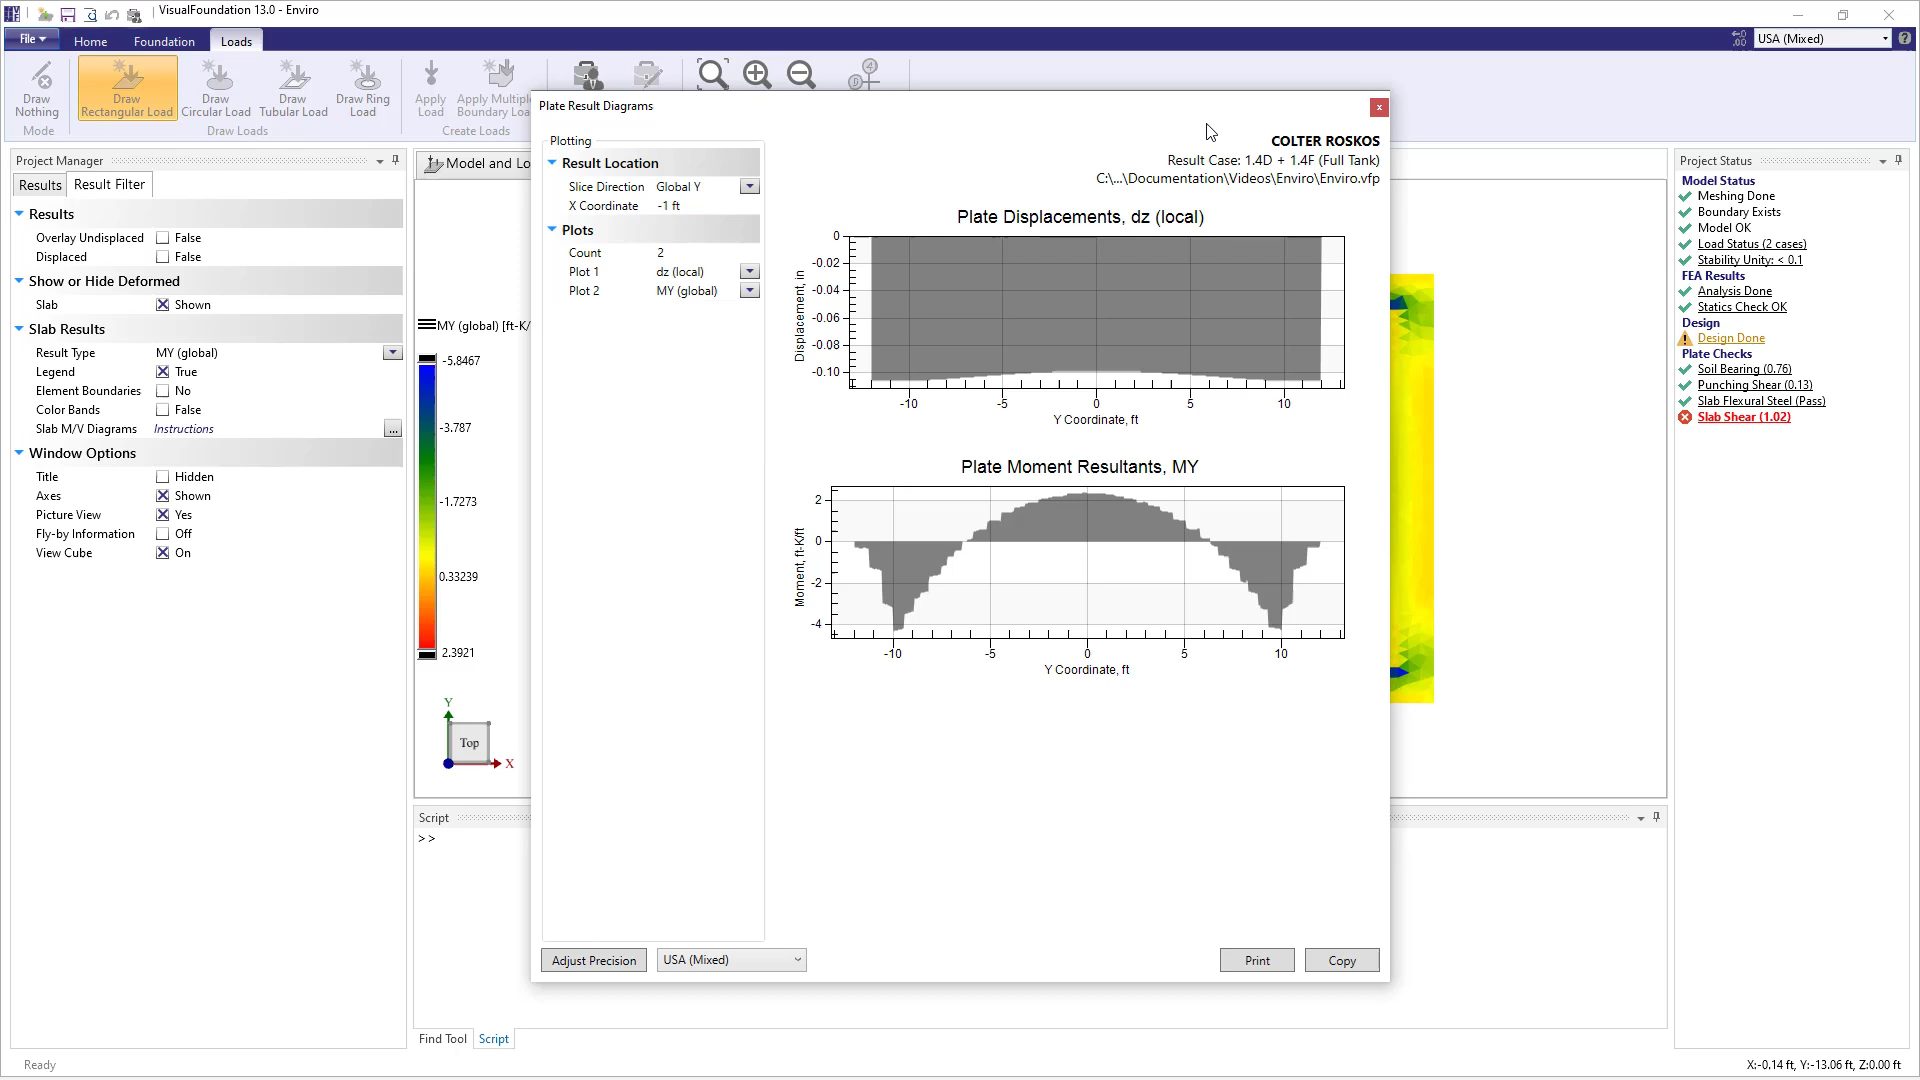 VisualFoundation 13.0 - Enviro
File
Home
Foundation
Loads
USA (Mixed)
Draw Nothing
Draw Rectangular Load
Draw Circular Load
Draw Tubular Load
Draw Ring Load
Apply Load
Apply Multiple Boundary Loa
Mode
Draw Loads
Create Loads
Project Manager
Results
Result Filter
Results
Overlay Undisplaced False
Displaced False
Show or Hide Deformed
Slab Shown
Slab Results
Result Type MY (global)
Legend True
Element Boundaries No
Color Bands False
Slab M/V Diagrams Instructions ...
Window Options
Title Hidden
Axes Shown
Picture View Yes
Fly-by Information Off
View Cube On
Model and Lo
MY (global) [ft-K/
-5.8467
-3.787
-1.7273
0.33239
2.3921
Y
Top
X
Plate Result Diagrams
x
Plotting
Result Location
Slice Direction Global Y
X Coordinate -1 ft
Plots
Count 2
Plot 1 dz (local)
Plot 2 MY (global)
COLTER ROSKOS
Result Case: 1.4D + 1.4F (Full Tank)
C:\...\Documentation\Videos\Enviro\Enviro.vfp
Plate Displacements, dz (local)
Displacement, in
0
-0.02
-0.04
-0.06
-0.08
-0.10
-10 -5 0 5 10
Y Coordinate, ft
Plate Moment Resultants, MY
Moment, ft-K/ft
2
0
-2
-4
-10 -5 0 5 10
Y Coordinate, ft
Adjust Precision
USA (Mixed)
Print
Copy
Project Status
Model Status
Meshing Done
Boundary Exists
Model OK
Load Status (2 cases)
Stability Unity: < 0.1
FEA Results
Analysis Done
Statics Check OK
Design
Design Done
Plate Checks
Soil Bearing (0.76)
Punching Shear (0.13)
Slab Flexural Steel (Pass)
Slab Shear (1.02)
Script
>>
Find Tool
Script
Ready
X:-0.14 ft, Y:-13.06 ft, Z:0.00 ft